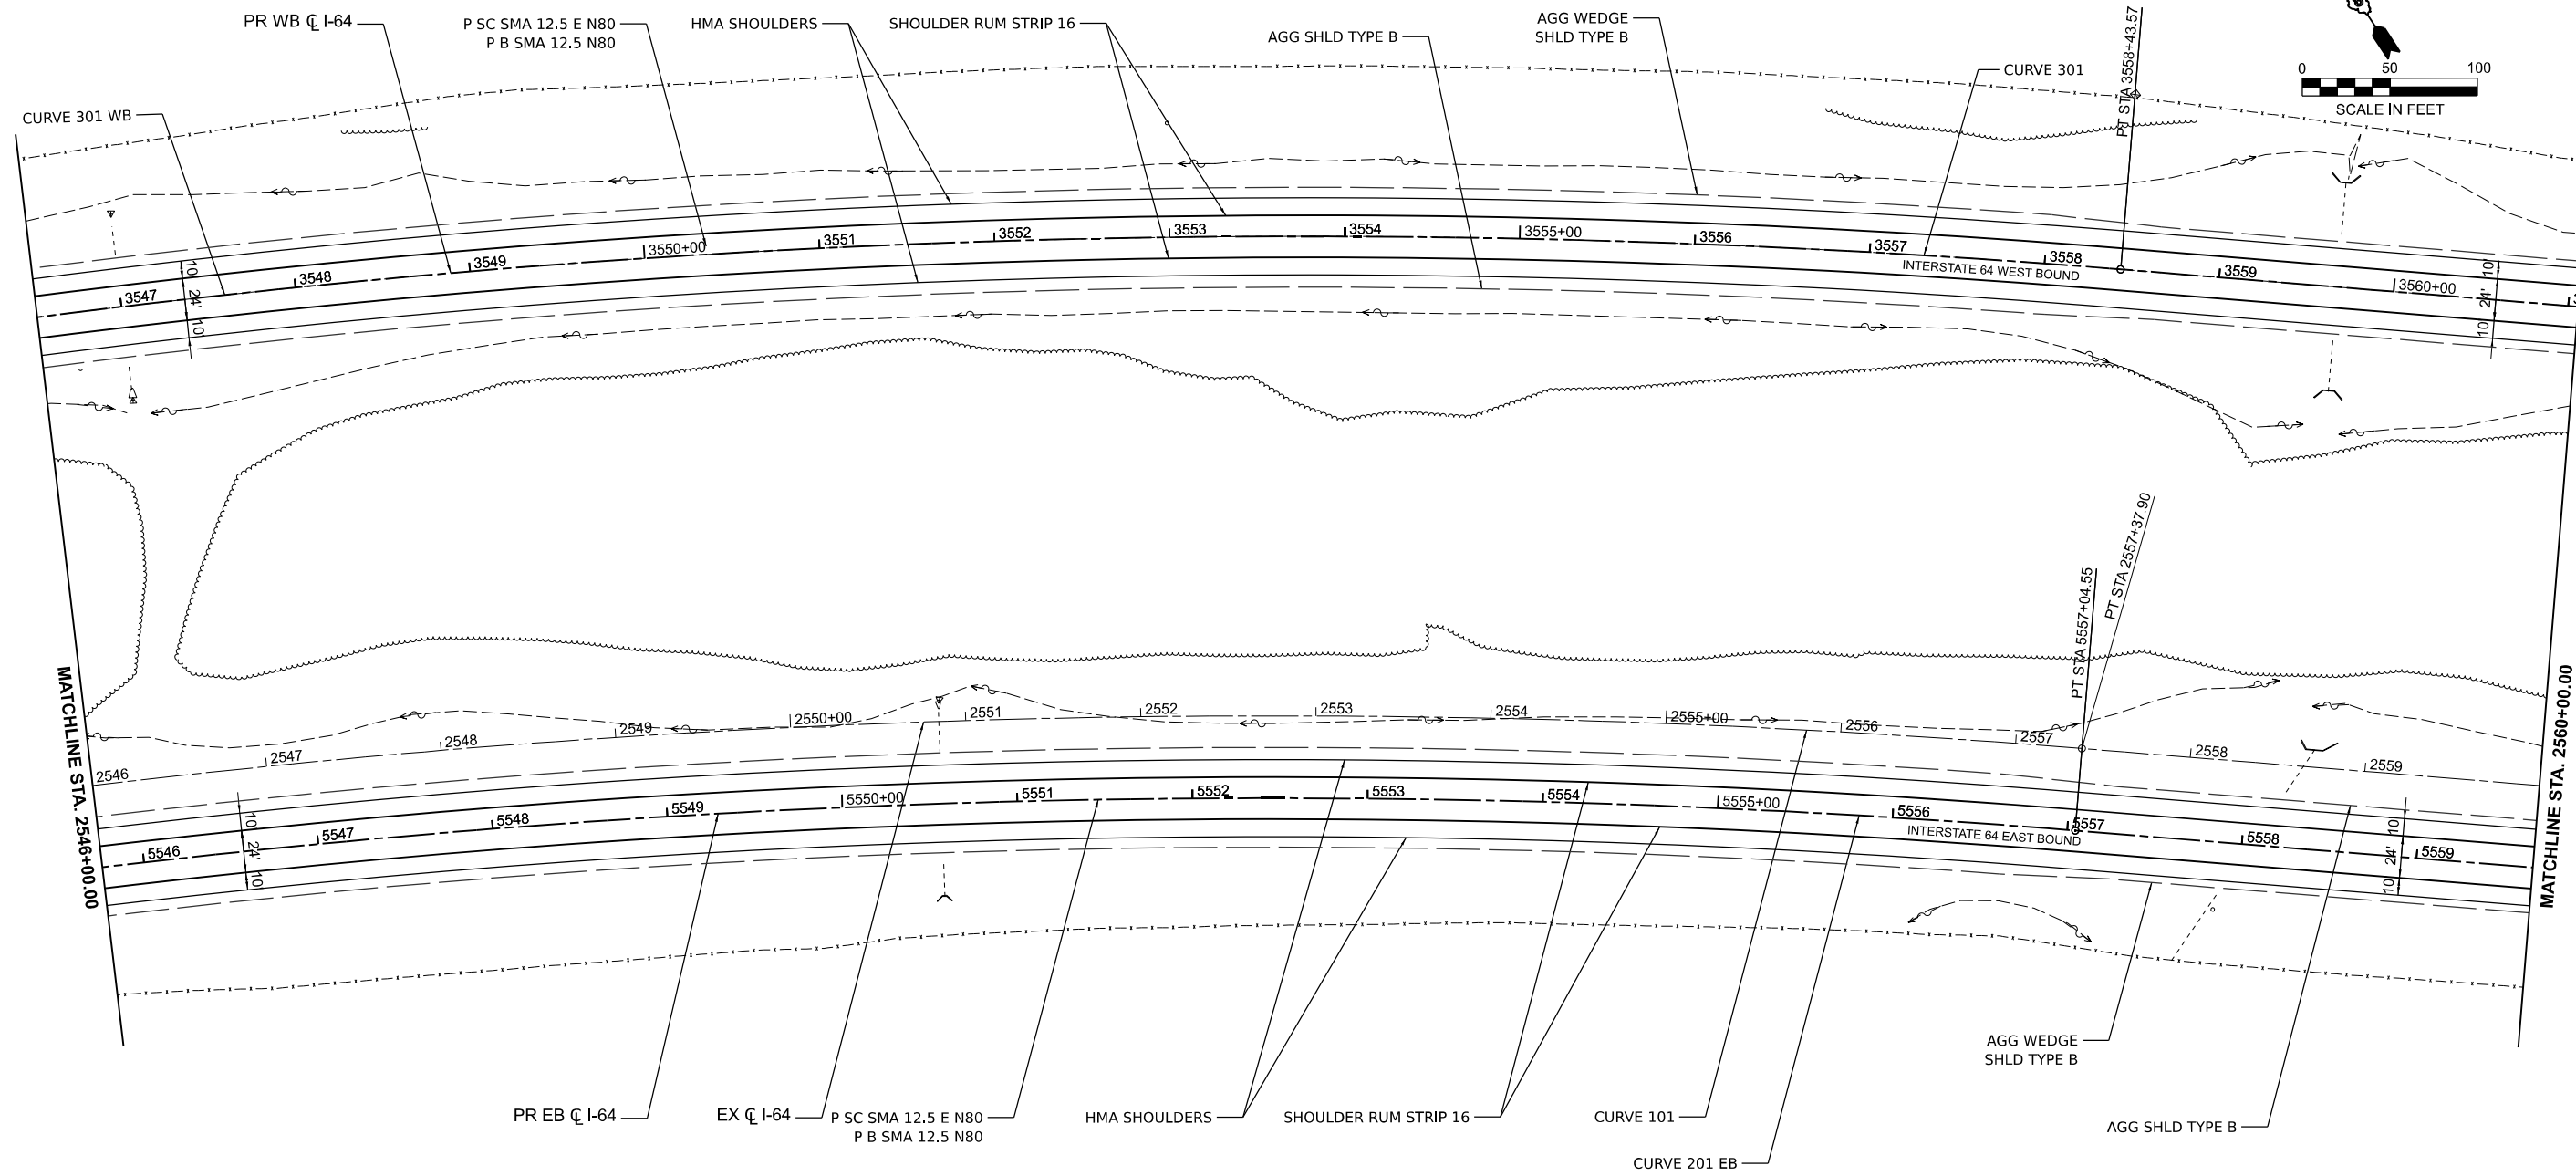 PR WB ℄ I-64
P SC SMA 12.5 E N80
P B SMA 12.5 N80
HMA SHOULDERS
SHOULDER RUM STRIP 16
AGG SHLD TYPE B
AGG WEDGE
SHLD TYPE B
CURVE 301
PT STA 3558+43.57
0 50 100
SCALE IN FEET
CURVE 301 WB
3547
3548
3549
3550+00
3551
3552
3553
3554
3555+00
3556
3557
3558
3559
3560+00
INTERSTATE 64 WEST BOUND
10'
24'
10'
10'
24'
10'
PT STA 5557+04.55
PT STA 2557+37.90
MATCHLINE STA. 2546+00.00
MATCHLINE STA. 2560+00.00
2546
2547
2548
2549
2550+00
2551
2552
2553
2554
2555+00
2556
2557
2558
2559
5546
5547
5548
5549
5550+00
5551
5552
5553
5554
5555+00
5556
5557
5558
5559
INTERSTATE 64 EAST BOUND
10'
24'
10'
10'
24'
10'
PR EB ℄ I-64
EX ℄ I-64
P SC SMA 12.5 E N80
P B SMA 12.5 N80
HMA SHOULDERS
SHOULDER RUM STRIP 16
CURVE 101
CURVE 201 EB
AGG WEDGE
SHLD TYPE B
AGG SHLD TYPE B